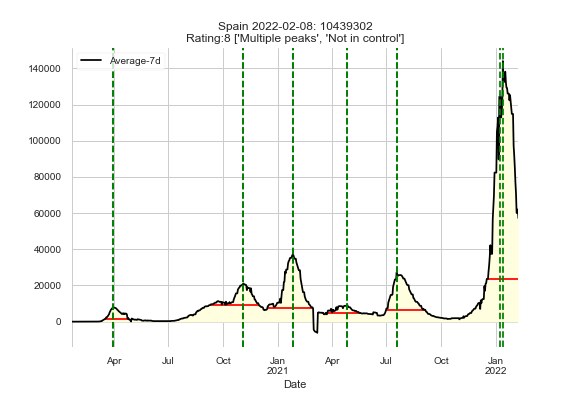 Spain 2022-02-08: 10439302
Rating:8 ['Multiple peaks', 'Not in control']
Average-7d
140000
120000
100000
80000
60000
40000
20000
0
Apr Jul Oct Jan Apr Jul Oct Jan
2021 2022
Date